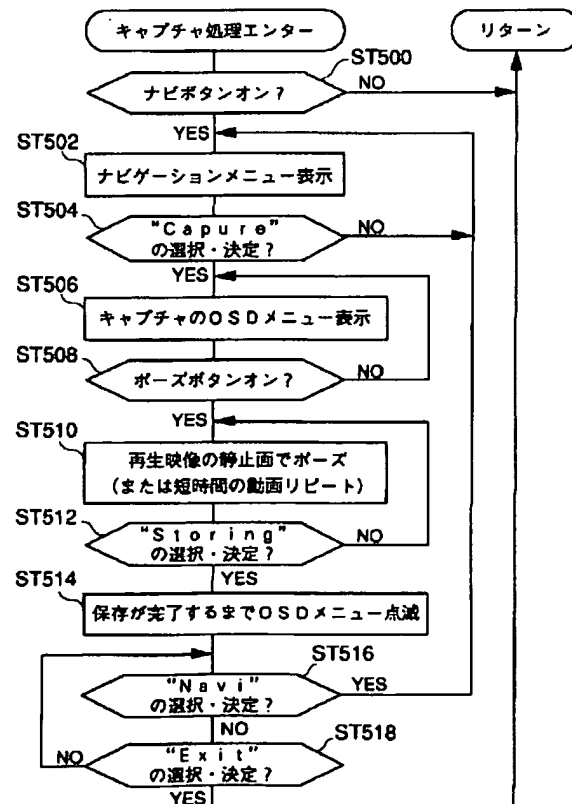 キャプチャ処理エンター
リターン
ST500
ナビボタンオン?
NO
YES
ST502
ナビゲーションメニュー表示
ST504
“Capure”
の選択・決定?
NO
YES
ST506
キャプチャのOSDメニュー表示
ST508
ポーズボタンオン?
NO
YES
ST510
再生映像の静止画でポーズ
(または短時間の動画リピート)
ST512
“Storing”
の選択・決定?
NO
YES
ST514
保存が完了するまでOSDメニュー点滅
ST516
“Navi”
の選択・決定?
YES
NO
ST518
“Exit”
の選択・決定?
NO
YES